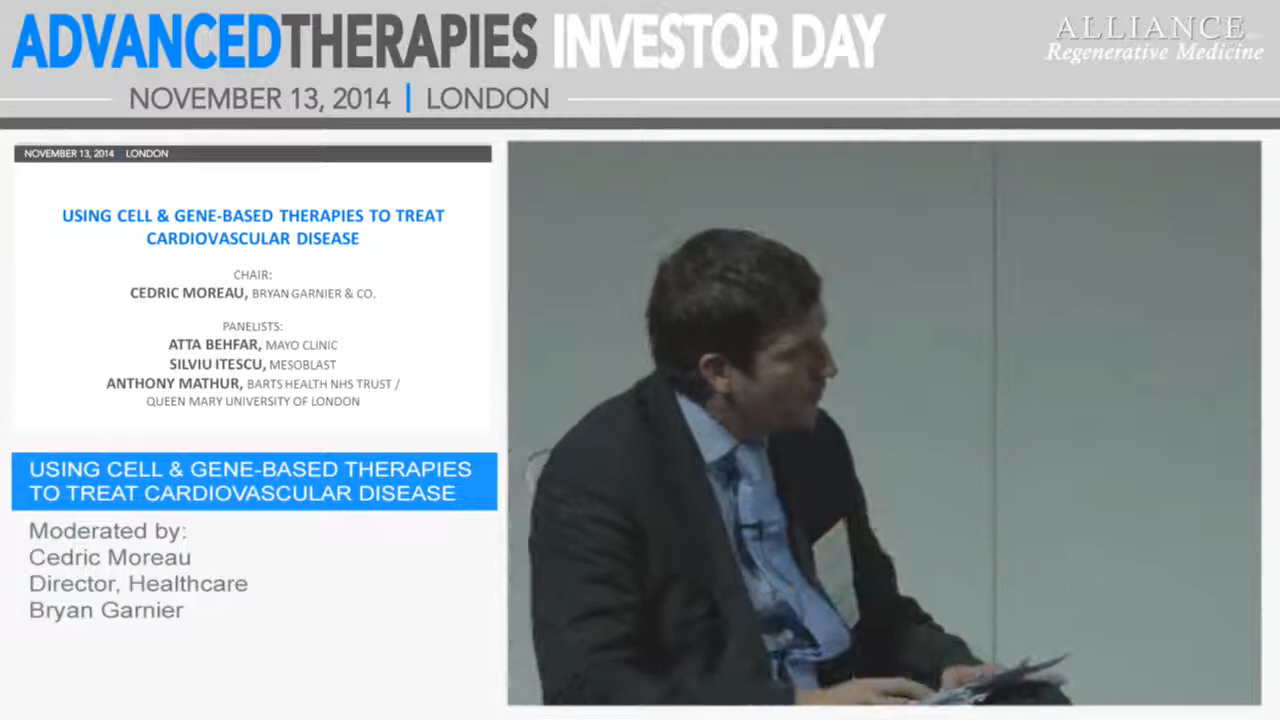 ADVANCEDTHERAPIES INVESTOR DAY
NOVEMBER 13, 2014 | LONDON
ALLIANCE
Regenerative Medicine
NOVEMBER 13, 2014 | LONDON
USING CELL & GENE-BASED THERAPIES TO TREAT
CARDIOVASCULAR DISEASE
CHAIR:
CEDRIC MOREAU, BRYAN GARNIER & CO.
PANELISTS:
ATTA BEHFAR, MAYO CLINIC
SILVIU ITESCU, MESOBLAST
ANTHONY MATHUR, BARTS HEALTH NHS TRUST /
QUEEN MARY UNIVERSITY OF LONDON
USING CELL & GENE-BASED THERAPIES
TO TREAT CARDIOVASCULAR DISEASE
Moderated by:
Cedric Moreau
Director, Healthcare
Bryan Garnier